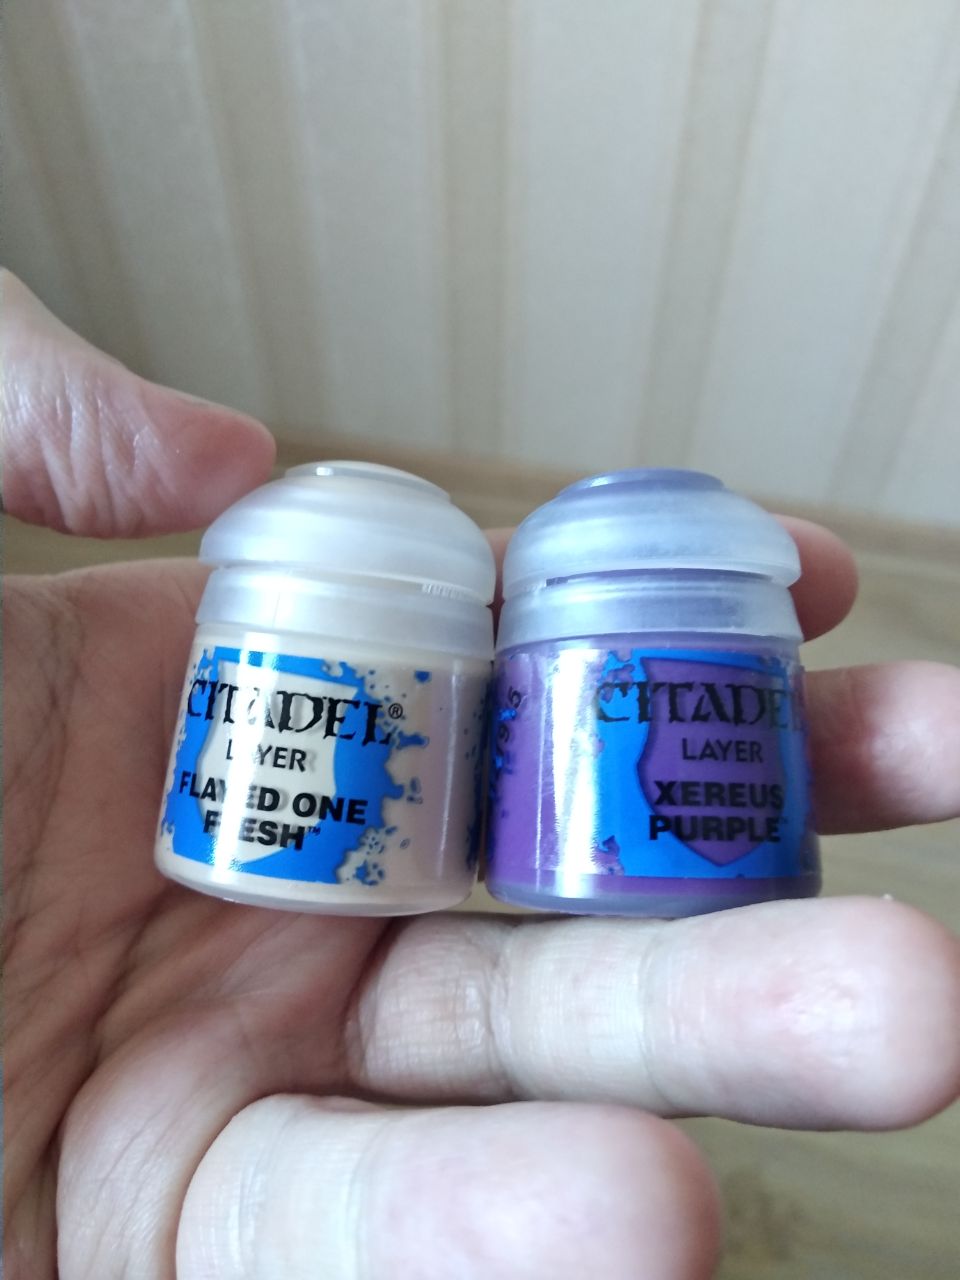 CITADEL®
LAYER
FLAYED ONE
FLESH™
CITADEL
LAYER
XEREUS
PURPLE™